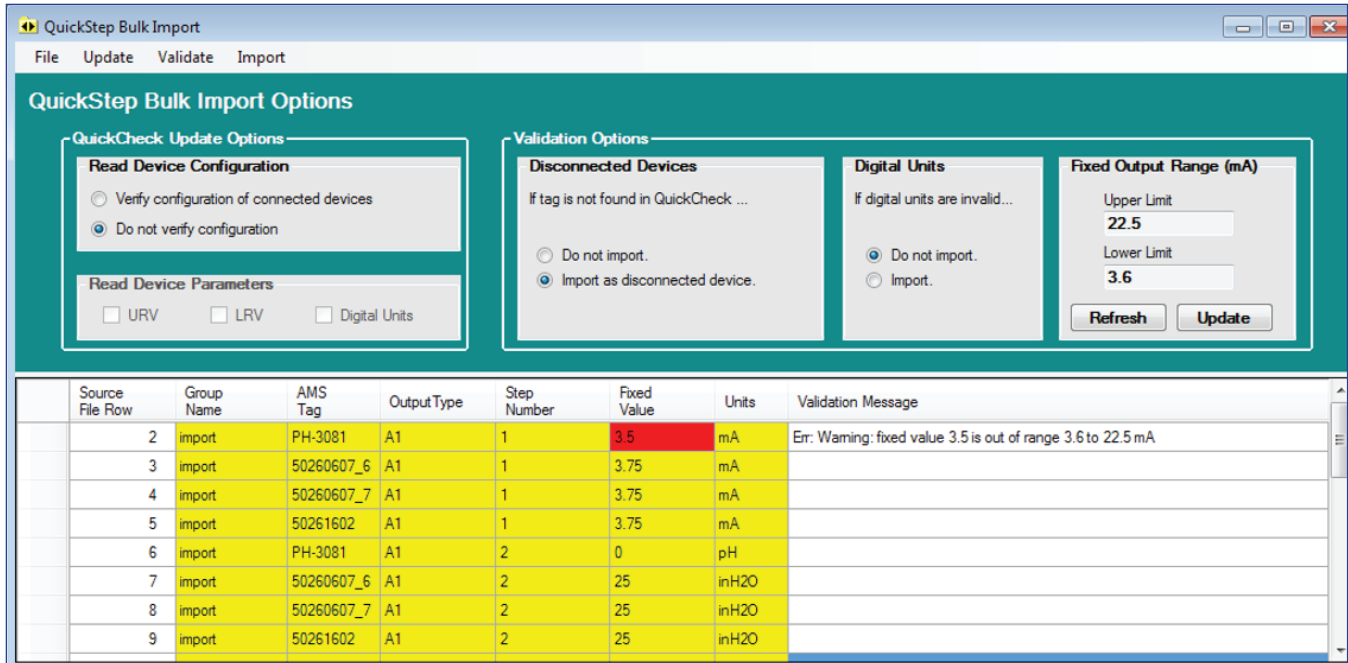 QuickStep Bulk Import
File Update Validate Import
QuickStep Bulk Import Options
QuickCheck Update Options
Read Device Configuration
Verify configuration of connected devices
Do not verify configuration
Read Device Parameters
URV LRV Digital Units
Validation Options
Disconnected Devices
If tag is not found in QuickCheck ...
Do not import.
Import as disconnected device.
Digital Units
If digital units are invalid...
Do not import.
Import.
Fixed Output Range (mA)
Upper Limit
22.5
Lower Limit
3.6
Refresh Update
Source File Row Group Name AMS Tag OutputType Step Number Fixed Value Units Validation Message
2 import PH-3081 A1 1 3.5 mA Err: Warning: fixed value 3.5 is out of range 3.6 to 22.5 mA
3 import 50260607_6 A1 1 3.75 mA
4 import 50260607_7 A1 1 3.75 mA
5 import 50261602 A1 1 3.75 mA
6 import PH-3081 A1 2 0 pH
7 import 50260607_6 A1 2 25 inH2O
8 import 50260607_7 A1 2 25 inH2O
9 import 50261602 A1 2 25 inH2O